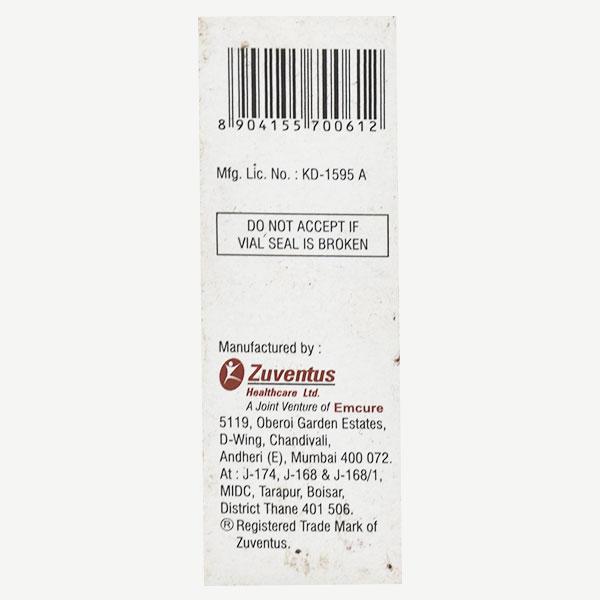 8 904155 700612
Mfg. Lic. No. : KD-1595 A
DO NOT ACCEPT IF
VIAL SEAL IS BROKEN
Manufactured by :
Zuventus
Healthcare Ltd.
A Joint Venture of Emcure
5119, Oberoi Garden Estates,
D-Wing, Chandivali,
Andheri (E), Mumbai 400 072.
At : J-174, J-168 & J-168/1,
MIDC, Tarapur, Boisar,
District Thane 401 506.
® Registered Trade Mark of
Zuventus.